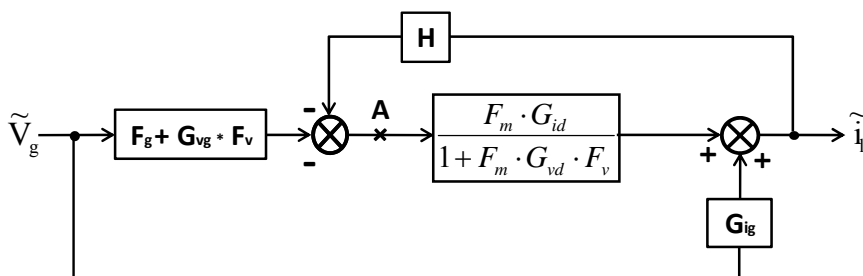 H
-
A
Ṽg
Fg + Gvg * Fv
-
Fm · Gid
1 + Fm · Gvd · Fv
+
+
ĩl
Gig